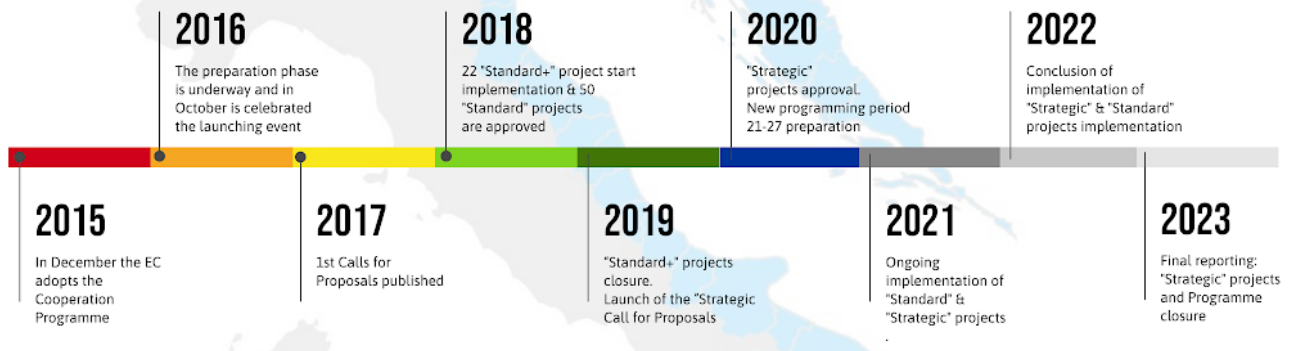 2016
The preparation phase
is underway and in
October is celebrated
the launching event
2018
22 "Standard+" project start
implementation & 50
"Standard" projects
are approved
2020
"Strategic"
projects approval.
New programming period
21-27 preparation
2022
Conclusion of
implementation of
"Strategic" & "Standard"
projects implementation
2015
In December the EC
adopts the
Cooperation
Programme
2017
1st Calls for
Proposals published
2019
"Standard+" projects
closure.
Launch of the "Strategic
Call for Proposals
2021
Ongoing
implementation of
"Standard" &
"Strategic" projects
.
2023
Final reporting:
"Strategic" projects
and Programme
closure